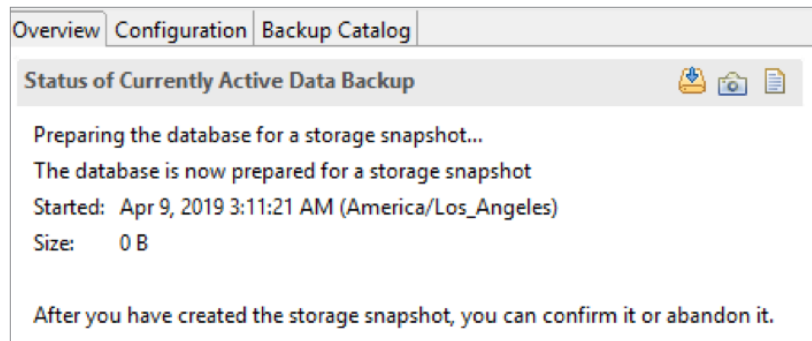 Overview Configuration Backup Catalog
Status of Currently Active Data Backup
Preparing the database for a storage snapshot...
The database is now prepared for a storage snapshot
Started: Apr 9, 2019 3:11:21 AM (America/Los_Angeles)
Size: 0 B
After you have created the storage snapshot, you can confirm it or abandon it.